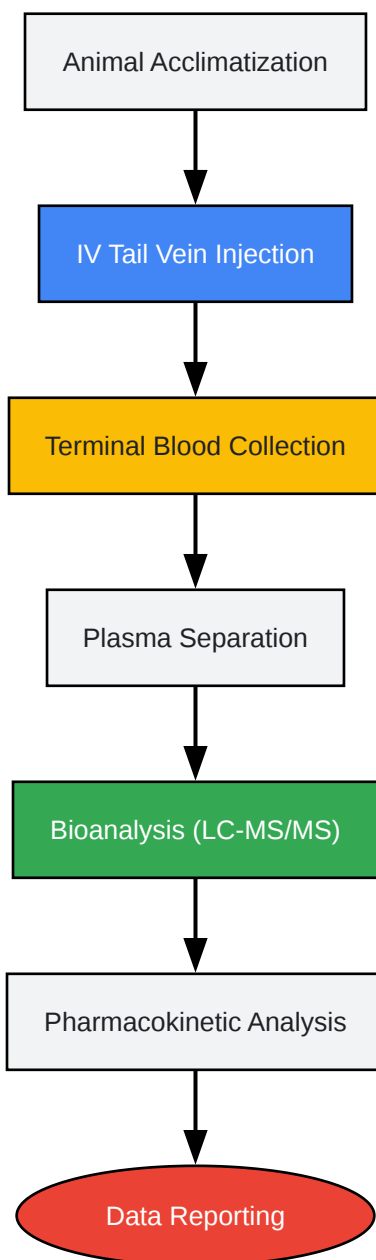 Animal Acclimatization
IV Tail Vein Injection
Terminal Blood Collection
Plasma Separation
Bioanalysis (LC-MS/MS)
Pharmacokinetic Analysis
Data Reporting